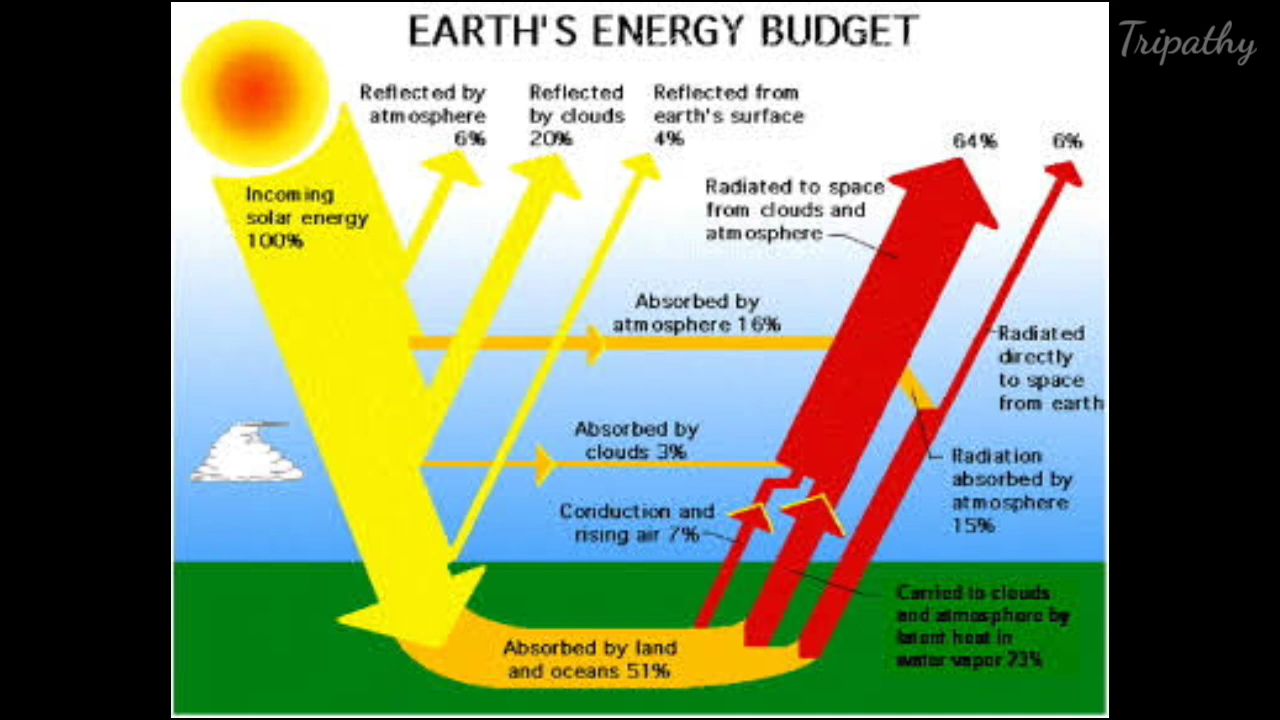 EARTH'S ENERGY BUDGET
Tripathy
Reflected by
atmosphere
6%
Reflected
by clouds
20%
Reflected from
earth's surface
4%
64%
6%
Incoming
solar energy
100%
Radiated to space
from clouds and
atmosphere
Absorbed by
atmosphere 16%
Radiated
directly
to space
from earth
Absorbed by
clouds 3%
Radiation
absorbed by
atmosphere
15%
Conduction and
rising air 7%
Carried to clouds
and atmosphere by
latent heat in
water vapor 23%
Absorbed by land
and oceans 51%